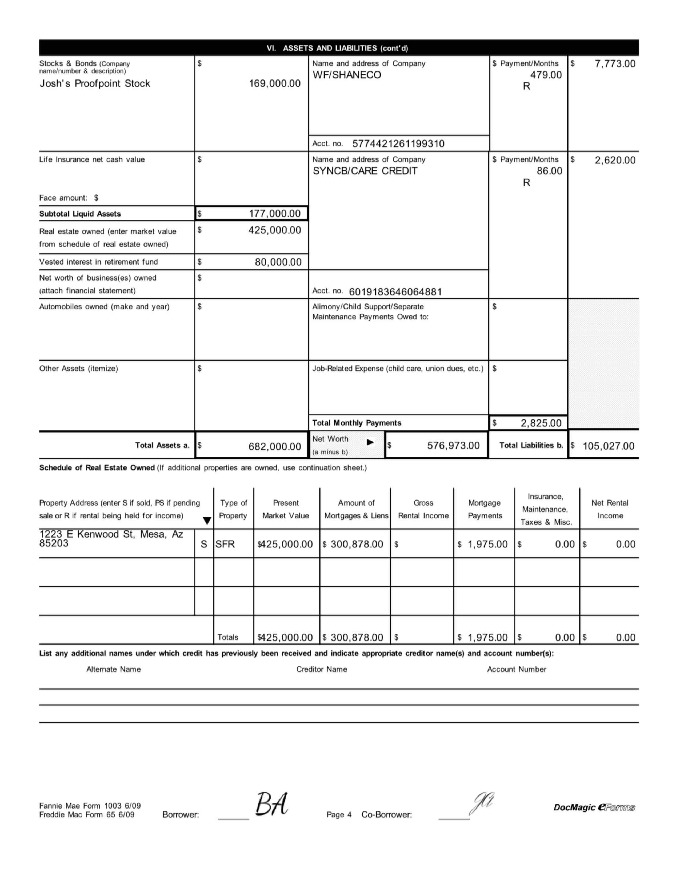 VI. ASSETS AND LIABILITIES (cont'd)
Stocks & Bonds (Company
name/number & description)
Josh's Proofpoint Stock
$
169,000.00
Name and address of Company
WF/SHANECO
$ Payment/Months
479.00
R
$ 7,773.00
Acct. no. 5774421261199310
Life Insurance net cash value
$
Face amount: $
Name and address of Company
SYNCB/CARE CREDIT
$ Payment/Months
86.00
R
$ 2,620.00
Subtotal Liquid Assets
$ 177,000.00
Real estate owned (enter market value
from schedule of real estate owned)
$ 425,000.00
Vested interest in retirement fund
$ 80,000.00
Net worth of business(es) owned
(attach financial statement)
$
Acct. no. 6019183646064881
Automobiles owned (make and year)
$
Alimony/Child Support/Separate
Maintenance Payments Owed to:
$
Other Assets (itemize)
$
Job-Related Expense (child care, union dues, etc.)
$
Total Monthly Payments
$ 2,825.00
Total Assets a.
$ 682,000.00
Net Worth
(a minus b)
$ 576,973.00
Total Liabilities b.
$ 105,027.00
Schedule of Real Estate Owned (If additional properties are owned, use continuation sheet.)
Property Address (enter S if sold, PS if pending
sale or R if rental being held for income)
Type of
Property
Present
Market Value
Amount of
Mortgages & Liens
Gross
Rental Income
Mortgage
Payments
Insurance,
Maintenance,
Taxes & Misc.
Net Rental
Income
1223 E Kenwood St, Mesa, Az
85203
S
SFR
$425,000.00
$ 300,878.00
$
$ 1,975.00
$ 0.00
$ 0.00
Totals
$425,000.00
$ 300,878.00
$
$ 1,975.00
$ 0.00
$ 0.00
List any additional names under which credit has previously been received and indicate appropriate creditor name(s) and account number(s):
Alternate Name
Creditor Name
Account Number
Fannie Mae Form 1003 6/09
Freddie Mac Form 65 6/09
Borrower:
BA
Page 4
Co-Borrower:
DocMagic eForms